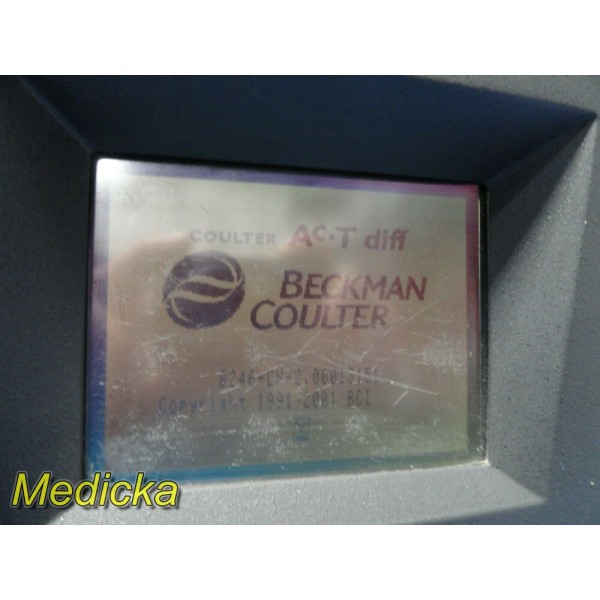 COULTER Ac·T diff
BECKMAN
COULTER
Copyright 1991-2001 BCI
Medicka